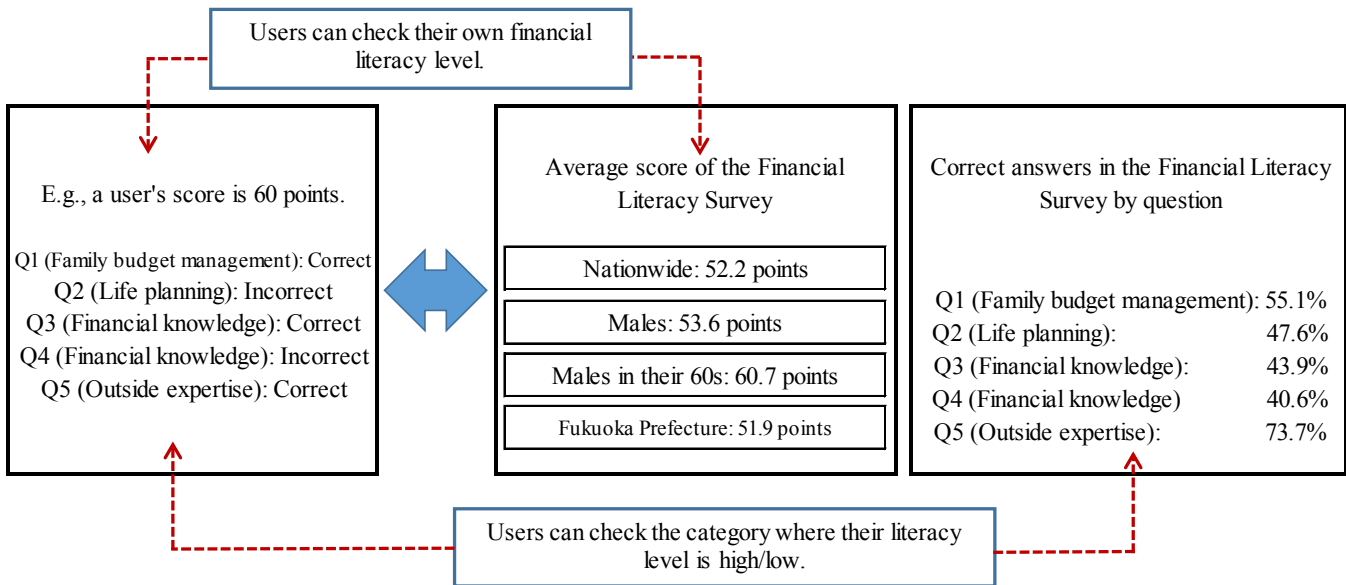 Users can check their own financial
literacy level.
E.g., a user's score is 60 points.
Q1 (Family budget management): Correct
Q2 (Life planning): Incorrect
Q3 (Financial knowledge): Correct
Q4 (Financial knowledge): Incorrect
Q5 (Outside expertise): Correct
Average score of the Financial
Literacy Survey
Nationwide: 52.2 points
Males: 53.6 points
Males in their 60s: 60.7 points
Fukuoka Prefecture: 51.9 points
Correct answers in the Financial Literacy
Survey by question
Q1 (Family budget management): 55.1%
Q2 (Life planning): 47.6%
Q3 (Financial knowledge): 43.9%
Q4 (Financial knowledge) 40.6%
Q5 (Outside expertise): 73.7%
Users can check the category where their literacy
level is high/low.